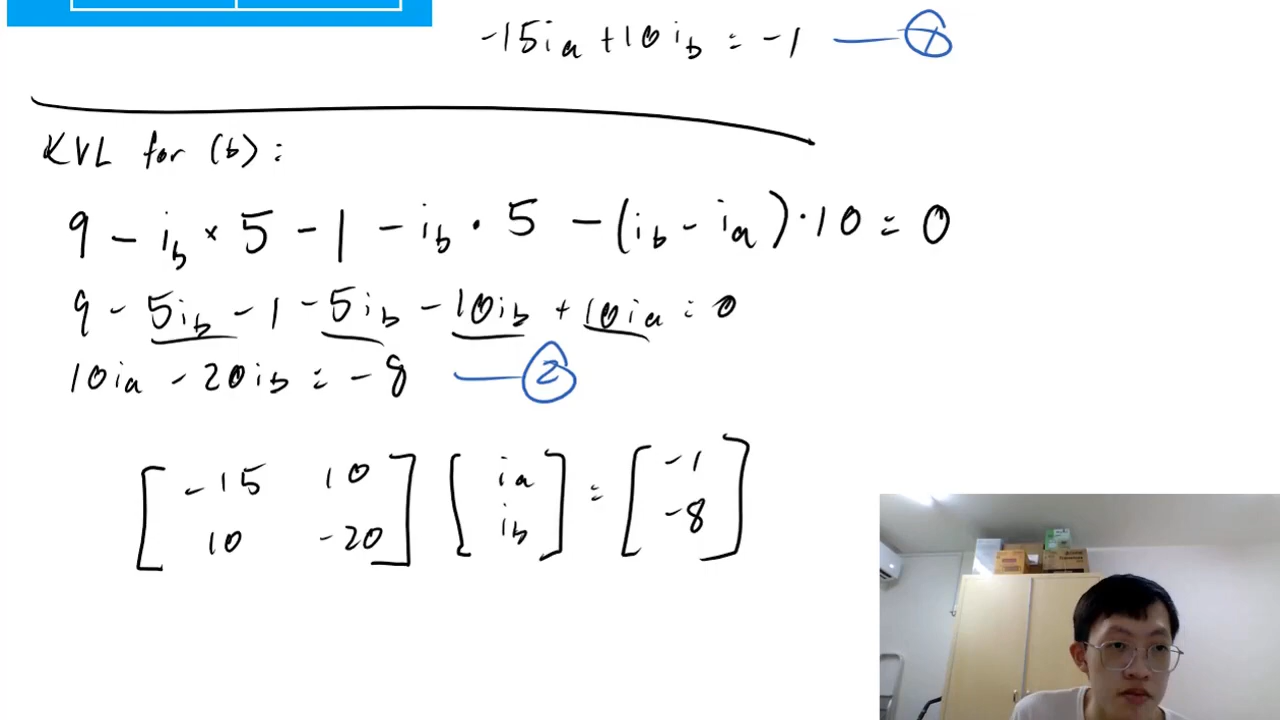 -15ia + 10ib = -1 —— 1
KVL for (b):
9 - ib × 5 - 1 - ib · 5 - (ib - ia) · 10 = 0
9 - 5ib - 1 - 5ib - 10ib + 10ia = 0
10ia - 20ib = -8 —— 2
[ -15 10 ] [ ia ] = [ -1 ]
[ 10 -20 ] [ ib ] [ -8 ]